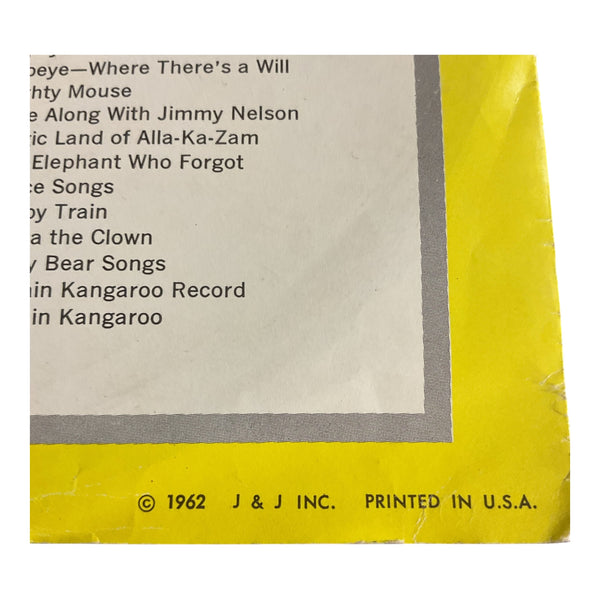 peye—Where There's a Will
ghty Mouse
e Along With Jimmy Nelson
ric Land of Alla-Ka-Zam
Elephant Who Forgot
ce Songs
by Train
a the Clown
y Bear Songs
ain Kangaroo Record
in Kangaroo
© 1962 J & J INC. PRINTED IN U.S.A.